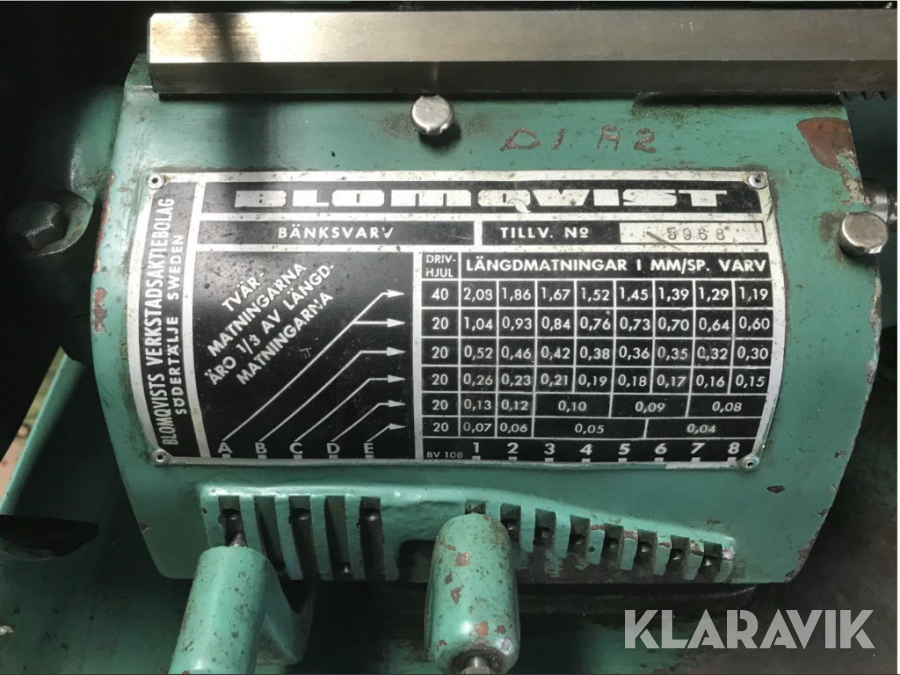 D1 A2
BLOMQVIST
BÄNKSVARV TILLV. Nº 5968
BLOMQVISTS VERKSTADSAKTIEBOLAG
SÖDERTÄLJE SWEDEN
TVÄR-
MATNINGARNA
ÄRO 1/3 AV LÄNGD-
MATNINGARNA
DRIV-
HJUL LÄNGDMATNINGAR I MM/SP. VARV
40 2,08 1,86 1,67 1,52 1,45 1,39 1,29 1,19
20 1,04 0,93 0,84 0,76 0,73 0,70 0,64 0,60
20 0,52 0,46 0,42 0,38 0,36 0,35 0,32 0,30
20 0,26 0,23 0,21 0,19 0,18 0,17 0,16 0,15
20 0,13 0,12 0,10 0,09 0,08
20 0,07 0,06 0,05 0,04
A B C D E BV 108 1 2 3 4 5 6 7 8
KLARAVIK